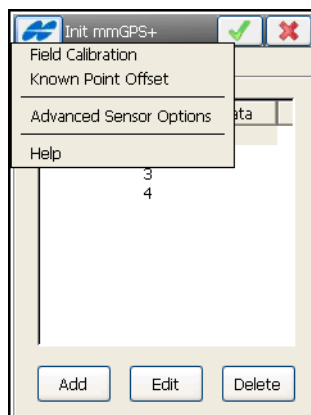 Init mmGPS+
Field Calibration
Known Point Offset
Advanced Sensor Options
ata
Help
3
4
Add Edit Delete